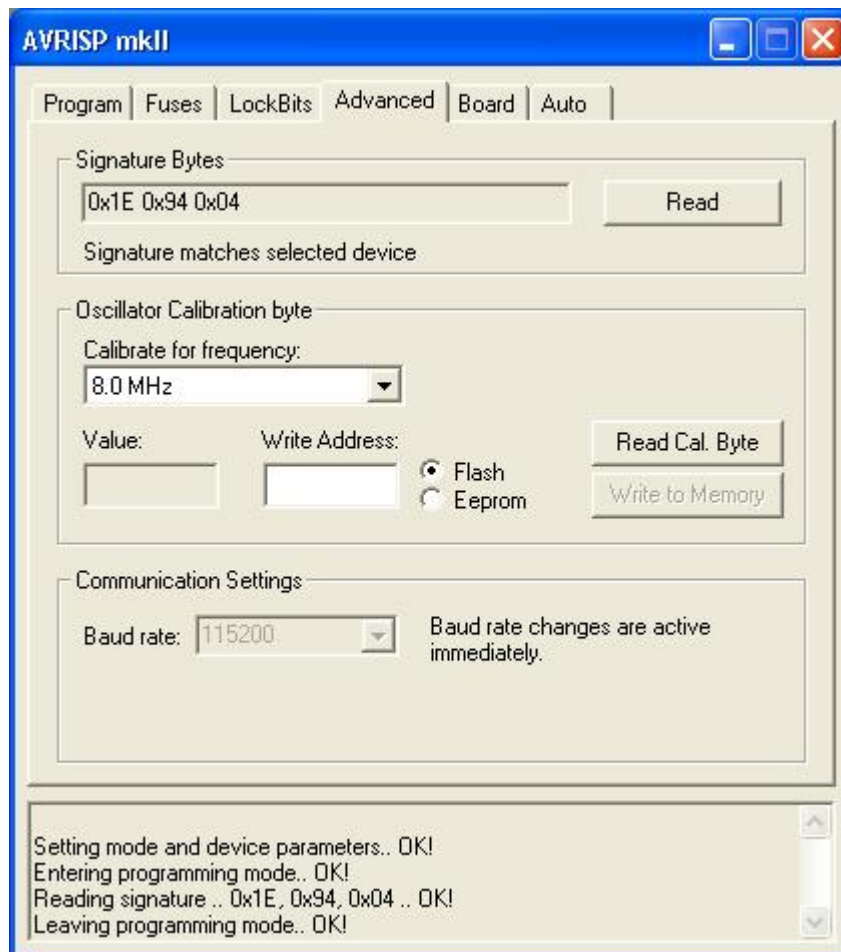 AVRISP mkII
Program Fuses LockBits Advanced Board Auto
Signature Bytes
0x1E 0x94 0x04
Read
Signature matches selected device
Oscillator Calibration byte
Calibrate for frequency:
8.0 MHz
Value: Write Address:
Read Cal. Byte
Flash
Eeprom
Write to Memory
Communication Settings
Baud rate: 115200
Baud rate changes are active
immediately.
Setting mode and device parameters.. OK!
Entering programming mode.. OK!
Reading signature .. 0x1E, 0x94, 0x04 .. OK!
Leaving programming mode.. OK!